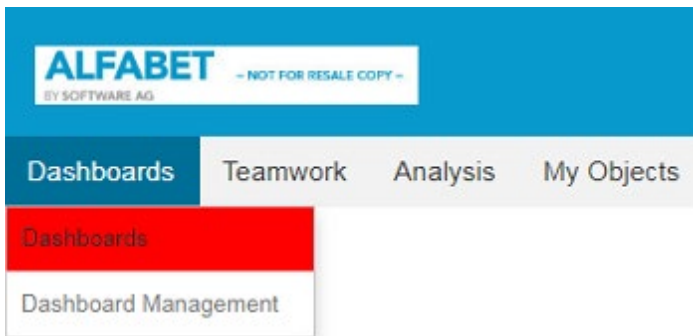 ALFABET – NOT FOR RESALE COPY –
BY SOFTWARE AG
Dashboards Teamwork Analysis My Objects
Dashboards
Dashboard Management